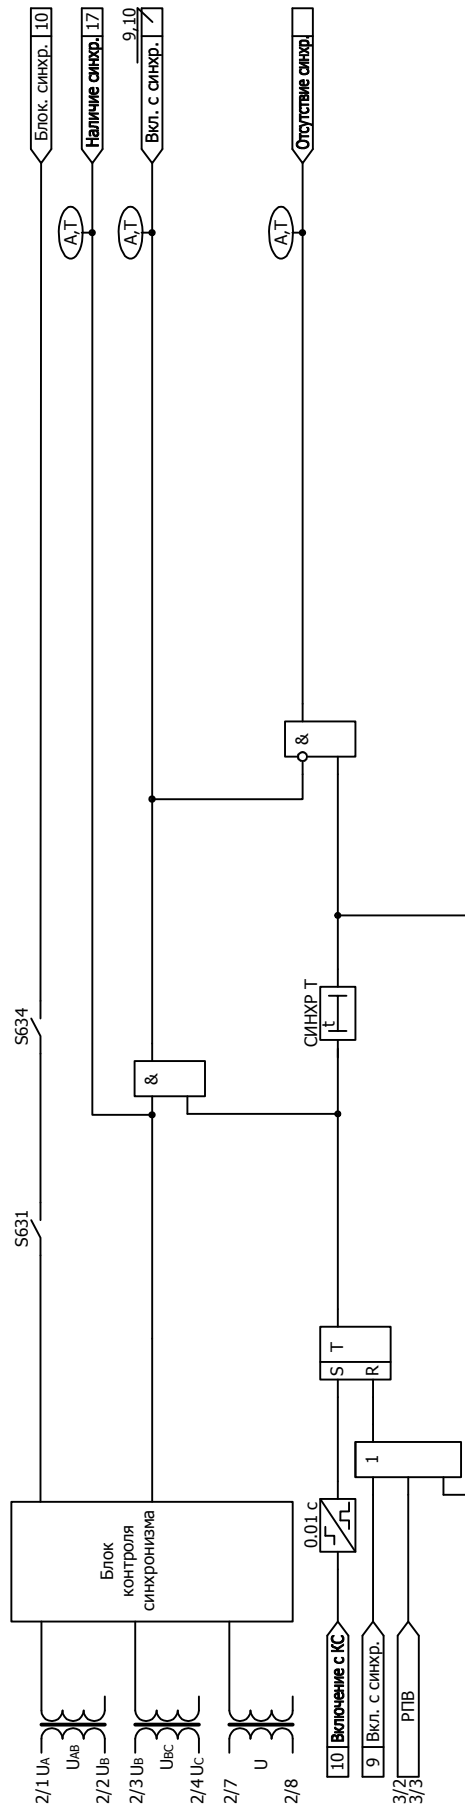 Блок. синхр. 10
Наличие синхр. 17
Вкл. с синхр.
9,10
Отсутствие синхр.
А,Т
А,Т
А,Т
S634
S631
&
&
СИНХР Т
t
S T
R
1
0.01 с
Блок
контроля
синхронизма
2/1 UA
UAB
2/2 UB
2/3 UB
UBC
2/4 UC
2/7
U
2/8
10 Включение с КС
9 Вкл. с синхр.
3/2
3/3
РПВ